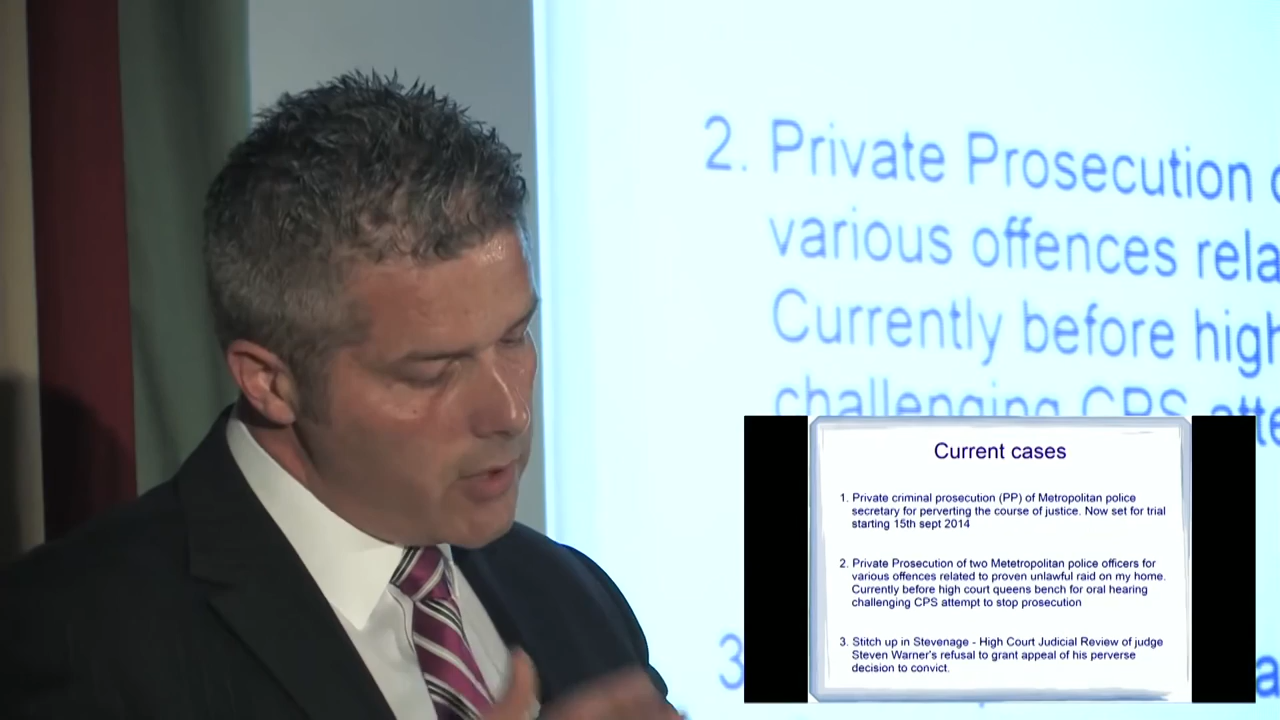 2. Private Prosecution
various offences
Currently before
challenging CPS
3
Current cases
1. Private criminal prosecution (PP) of Metropolitan police
secretary for perverting the course of justice. Now set for trial
starting 15th sept 2014
2. Private Prosecution of two Metetropolitan police officers for
various offences related to proven unlawful raid on my home.
Currently before high court queens bench for oral hearing
challenging CPS attempt to stop prosecution
3. Stitch up in Stevenage - High Court Judicial Review of judge
Steven Warner's refusal to grant appeal of his perverse
decision to convict.